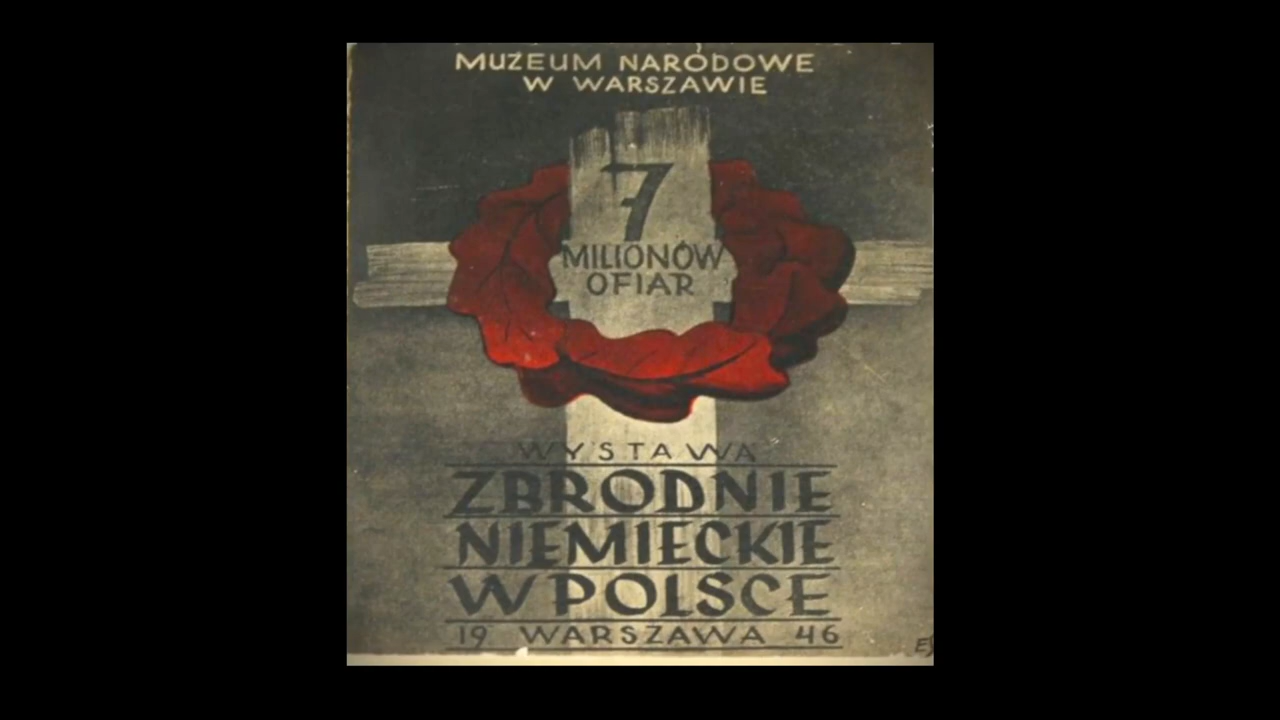 MUZEUM NARODOWE
W WARSZAWIE
7
MILIONÓW
OFIAR
WYSTAWA
ZBRODNIE
NIEMIECKIE
W POLSCE
19 WARSZAWA 46